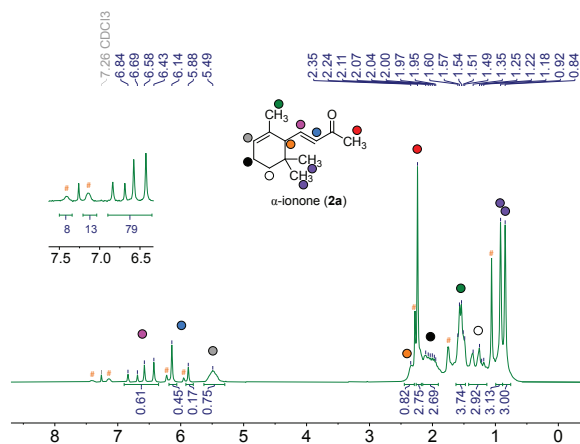 7.26 CDCl3
6.84
6.69
6.58
6.43
6.14
5.88
5.49
2.35
2.24
2.11
2.07
2.04
2.00
1.97
1.95
1.60
1.57
1.54
1.51
1.49
1.35
1.25
1.22
1.18
0.92
0.84
CH3
O
CH3
CH3
CH3
α-ionone (2a)
# #
8 13 79
7.5 7.0 6.5
# # # # # # #
0.61 0.45 0.17 0.75 0.82 2.75 2.69 3.74 2.92 3.13 3.00
8 7 6 5 4 3 2 1 0